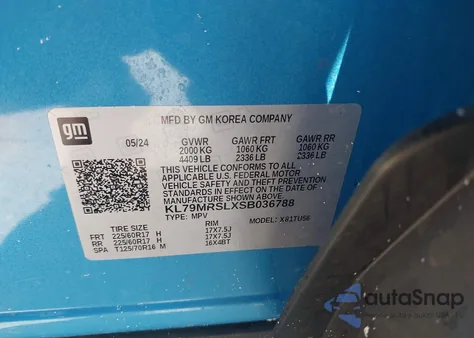 gm
MFD BY GM KOREA COMPANY
05/24 GVWR GAWR FRT GAWR RR
2000 KG 1060 KG 1060 KG
4409 LB 2336 LB 2336 LB
THIS VEHICLE CONFORMS TO ALL
APPLICABLE U.S. FEDERAL MOTOR
VEHICLE SAFETY AND THEFT PREVENTION
STANDARDS IN EFFECT ON THE DATE OF
MANUFACTURE SHOWN ABOVE.
KL79MRSLXSB036788
TYPE: MPV MODEL:
TIRE SIZE RIM
FRT 225/60R17 H 17X7.5J
RR 225/60R17 H 17X7.5J
SPA T125/70R16 M 16X4BT
autoSnap